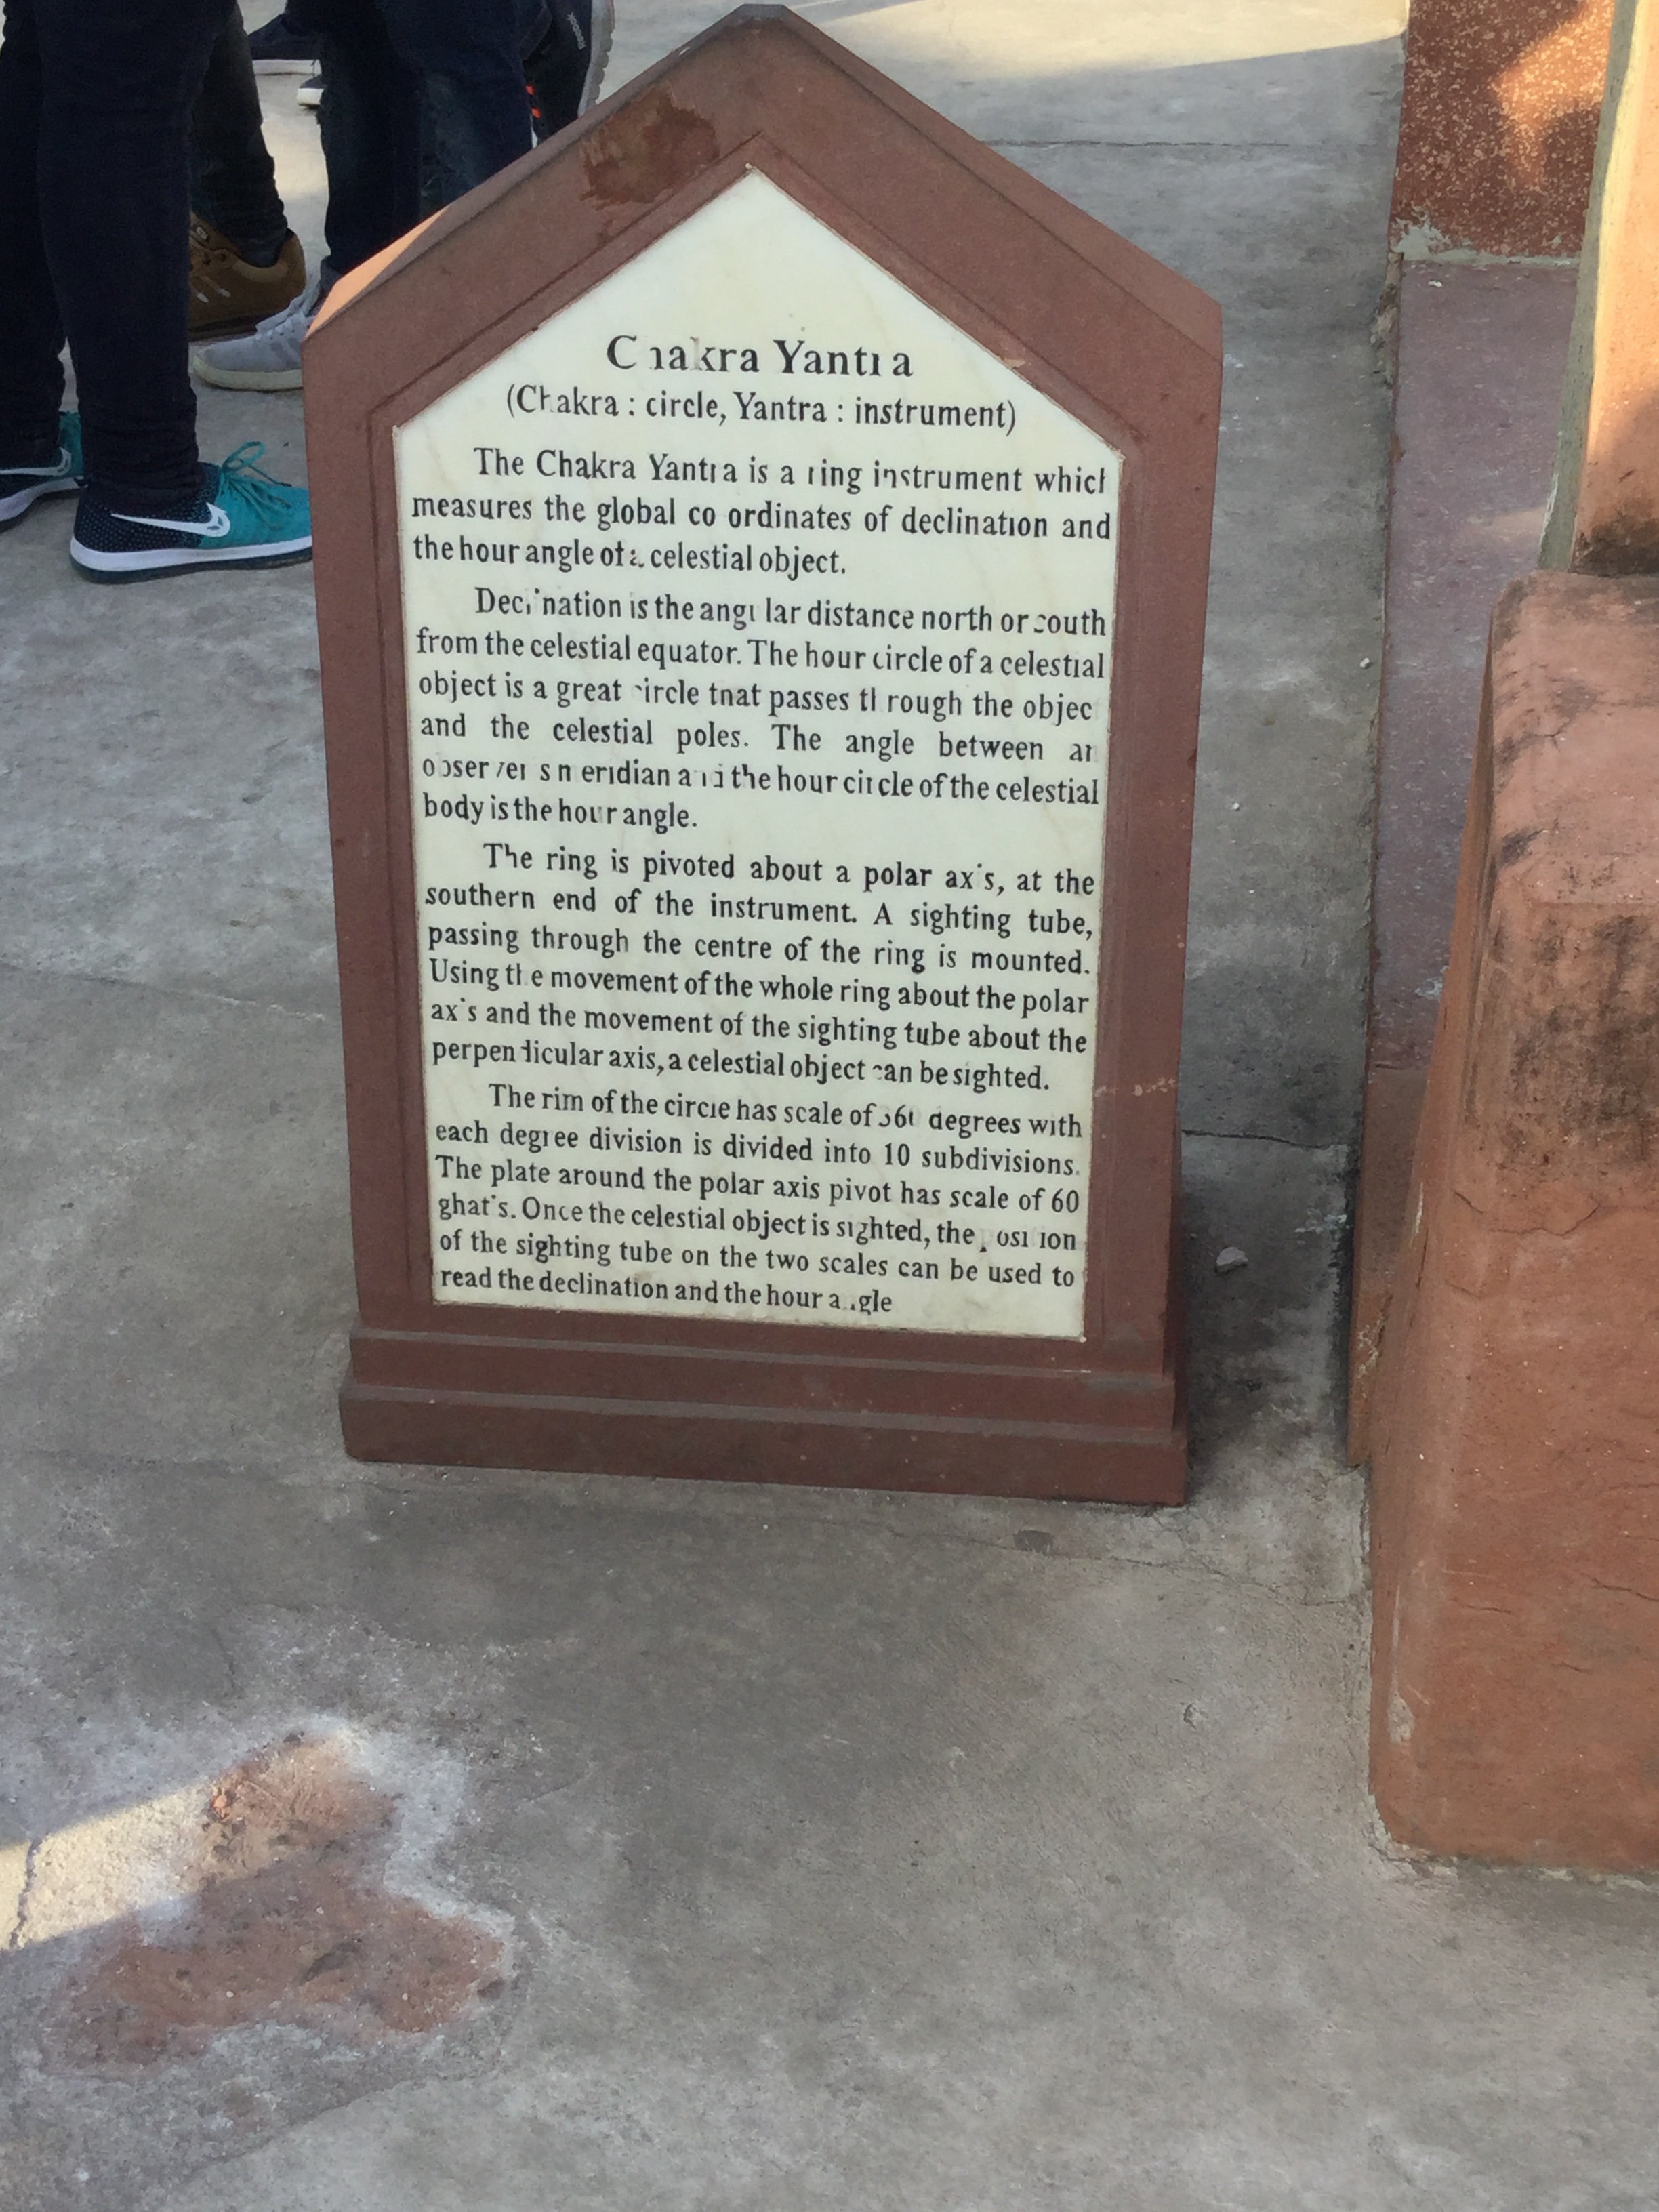 Chakra Yantra
(Chakra : circle, Yantra : instrument)
The Chakra Yantra is a ring instrument which
measures the global co ordinates of declination and
the hour angle of a celestial object.
Declination is the angular distance north or south
from the celestial equator. The hour circle of a celestial
object is a great circle that passes through the objec
and the celestial poles. The angle between an
observer s meridian and the hour circle of the celestial
body is the hour angle.
The ring is pivoted about a polar axis, at the
southern end of the instrument. A sighting tube,
passing through the centre of the ring is mounted.
Using the movement of the whole ring about the polar
axis and the movement of the sighting tube about the
perpendicular axis, a celestial object can be sighted.
The rim of the circle has scale of 360 degrees with
each degree division is divided into 10 subdivisions.
The plate around the polar axis pivot has scale of 60
ghatis. Once the celestial object is sighted, the position
of the sighting tube on the two scales can be used to
read the declination and the hour angle
Reebok